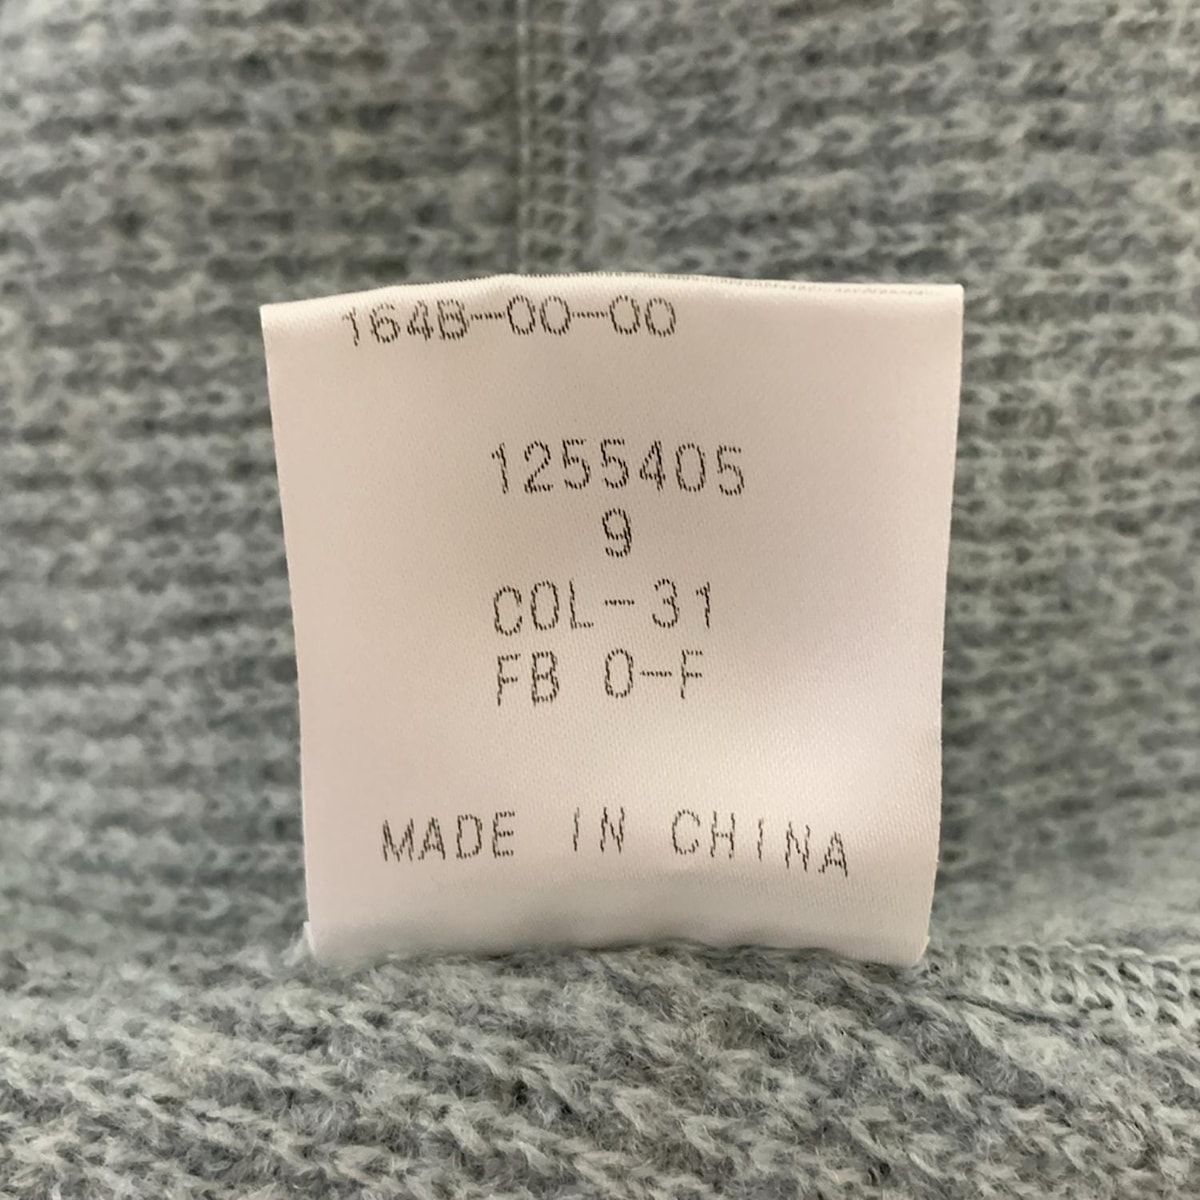 164B-00-00
1255405
9
COL-31
FB 0-F
MADE IN CHINA